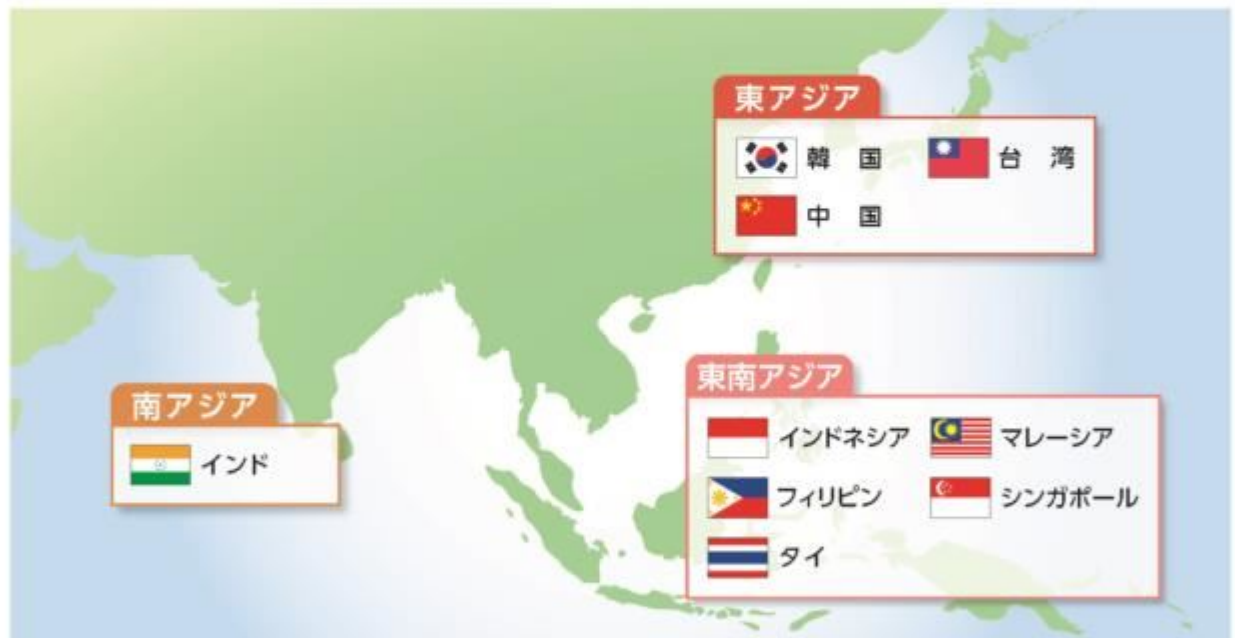 東アジア
韓　国
台　湾
中　国
南アジア
インド
東南アジア
インドネシア
マレーシア
フィリピン
シンガポール
タイ